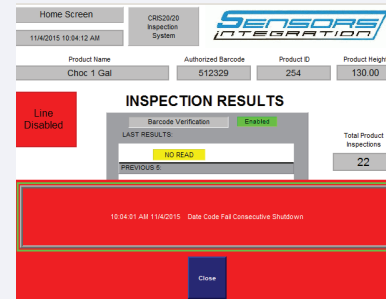 Home Screen
11/4/2015 10:04:12 AM
CRIS20/20
Inspection
System
SENSORS
INTEGRATION
Product Name
Authorized Barcode
Product ID
Product Height
Choc 1 Gal
512329
254
130.00
Line
Disabled
INSPECTION RESULTS
Barcode Verification
Enabled
LAST RESULTS:
NO READ
PREVIOUS 5:
Total Product
Inspections
22
10:04:01 AM 11/4/2015 Date Code Fail Consecutive Shutdown
Close